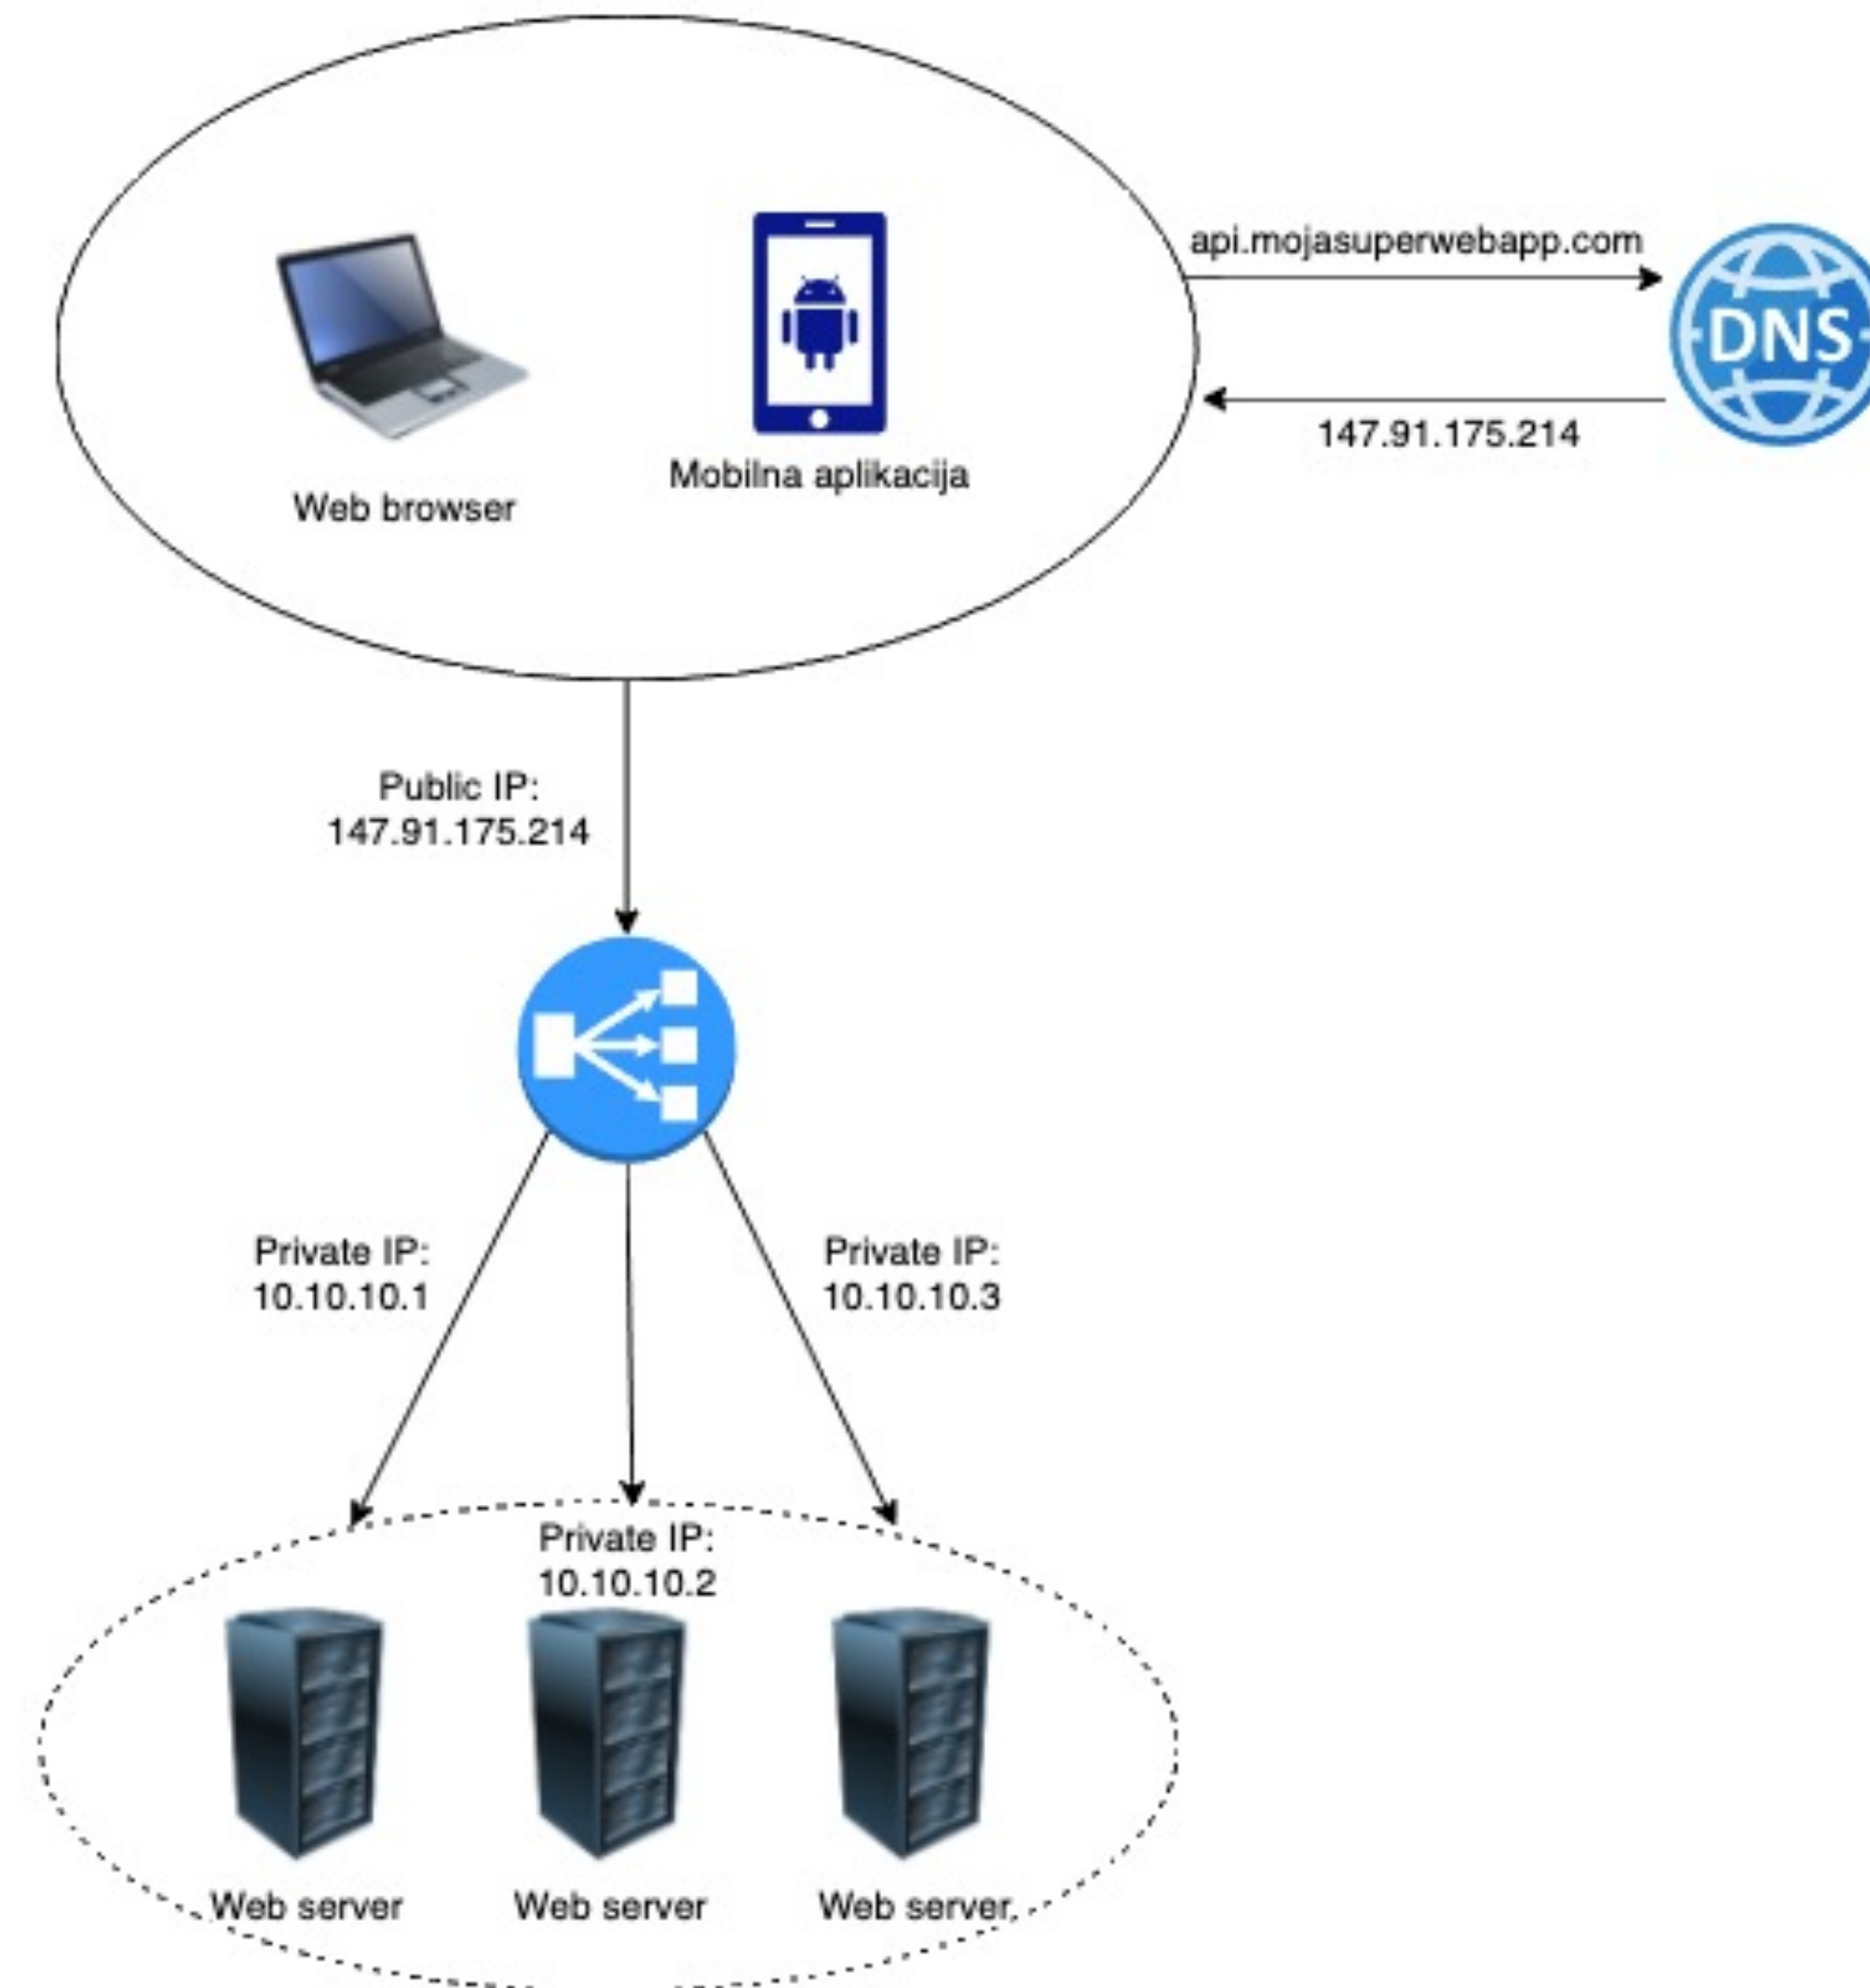 api.mojasuperwebapp.com
DNS
147.91.175.214
Mobilna aplikacija
Web browser
Public IP:
147.91.175.214
Private IP:
10.10.10.1
Private IP:
10.10.10.3
Private IP:
10.10.10.2
Web server
Web server
Web server